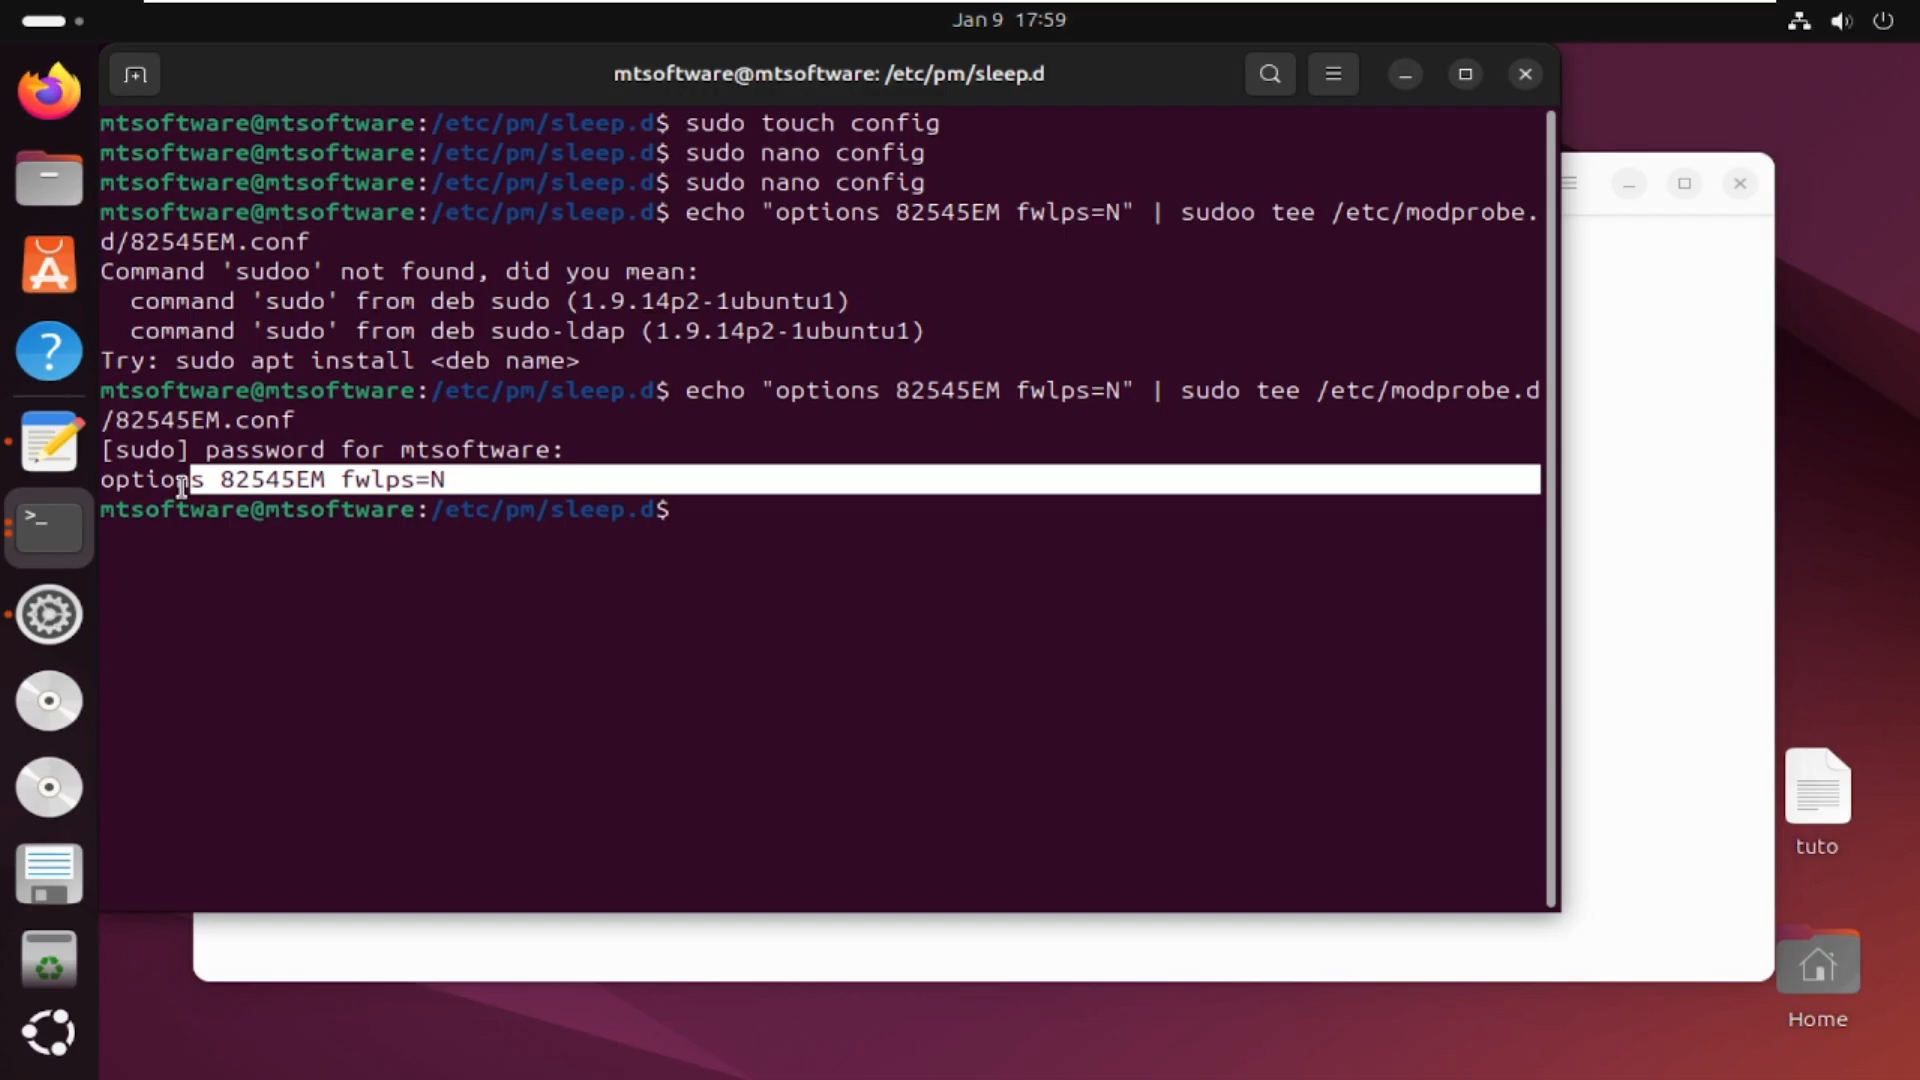 Jan 9 17:59
mtsoftware@mtsoftware: /etc/pm/sleep.d
mtsoftware@mtsoftware:/etc/pm/sleep.d$ sudo touch config
mtsoftware@mtsoftware:/etc/pm/sleep.d$ sudo nano config
mtsoftware@mtsoftware:/etc/pm/sleep.d$ sudo nano config
mtsoftware@mtsoftware:/etc/pm/sleep.d$ echo "options 82545EM fwlps=N" | sudoo tee /etc/modprobe.
d/82545EM.conf
Command 'sudoo' not found, did you mean:
  command 'sudo' from deb sudo (1.9.14p2-1ubuntu1)
  command 'sudo' from deb sudo-ldap (1.9.14p2-1ubuntu1)
Try: sudo apt install <deb name>
mtsoftware@mtsoftware:/etc/pm/sleep.d$ echo "options 82545EM fwlps=N" | sudo tee /etc/modprobe.d
/82545EM.conf
[sudo] password for mtsoftware:
options 82545EM fwlps=N
mtsoftware@mtsoftware:/etc/pm/sleep.d$
tuto
Home